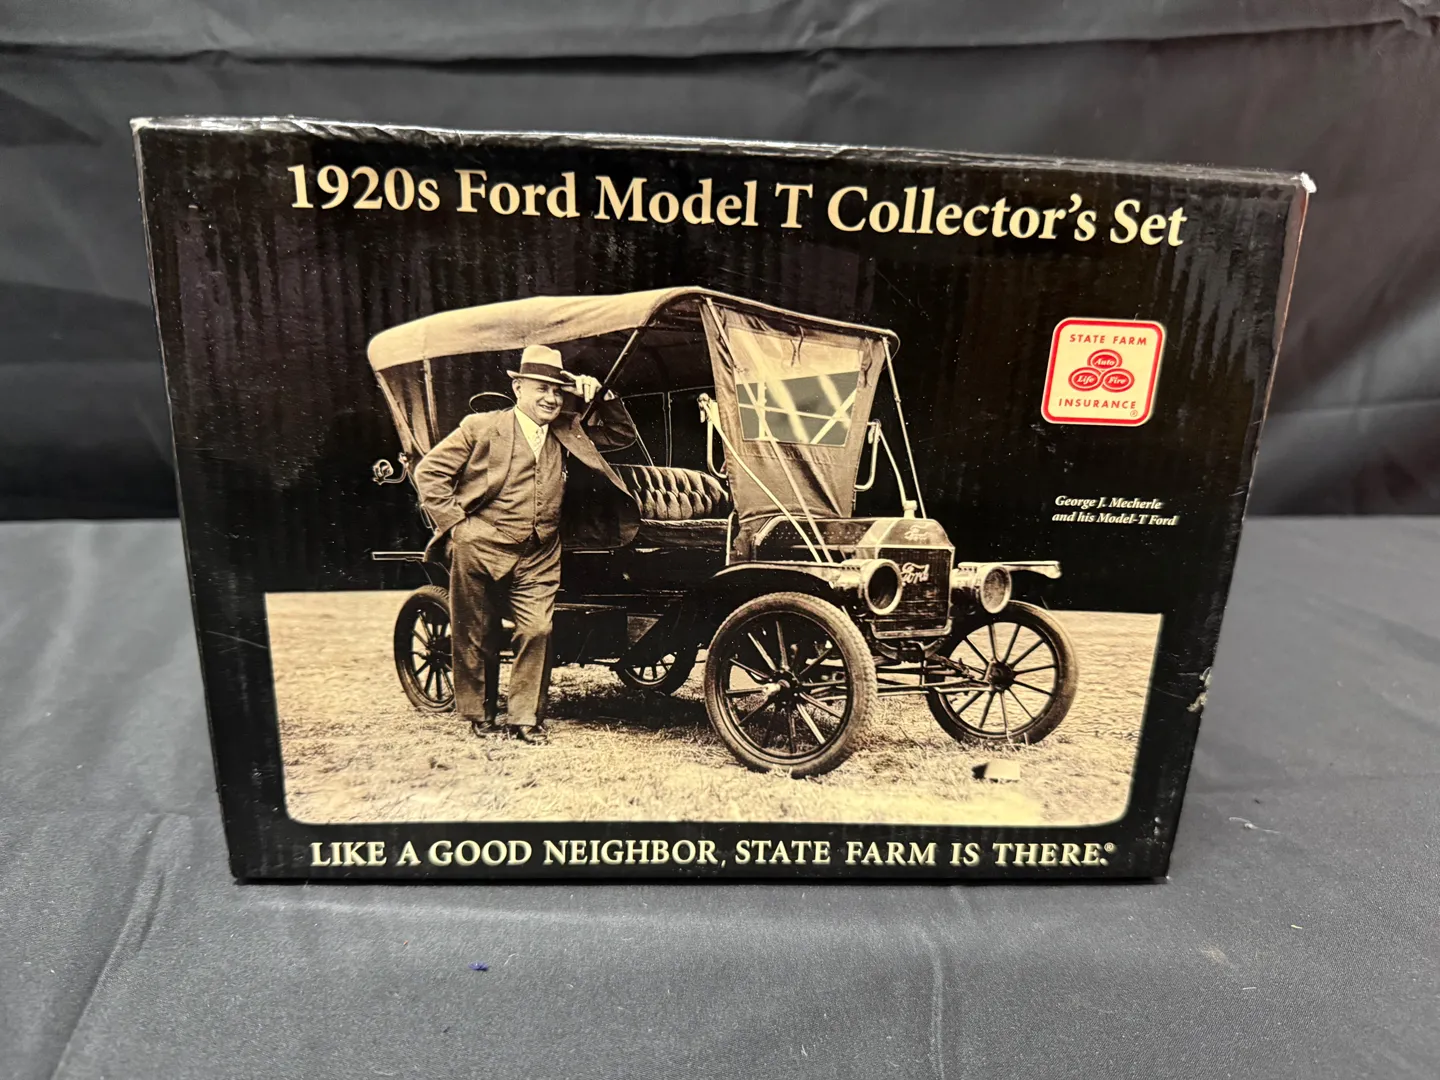 1920s Ford Model T Collector's Set
STATE FARM
Auto
Life Fire
INSURANCE®
George J. Mecherle
and his Model-T Ford
Ford
Ford
LIKE A GOOD NEIGHBOR, STATE FARM IS THERE.®